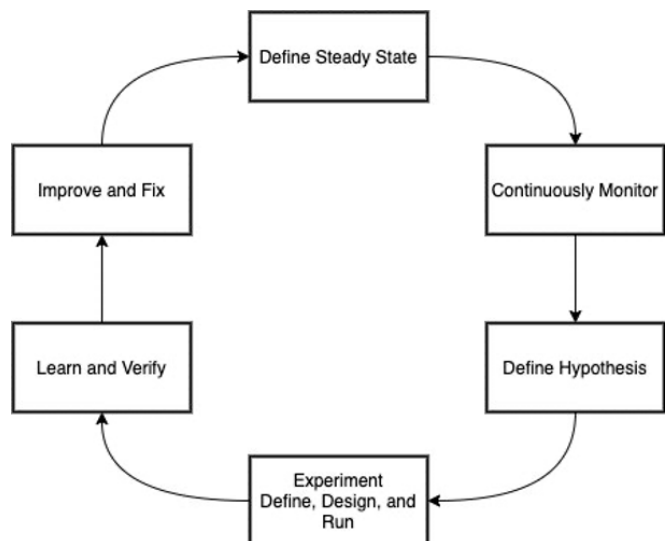 Define Steady State
Continuously Monitor
Define Hypothesis
Experiment
Define, Design, and
Run
Learn and Verify
Improve and Fix